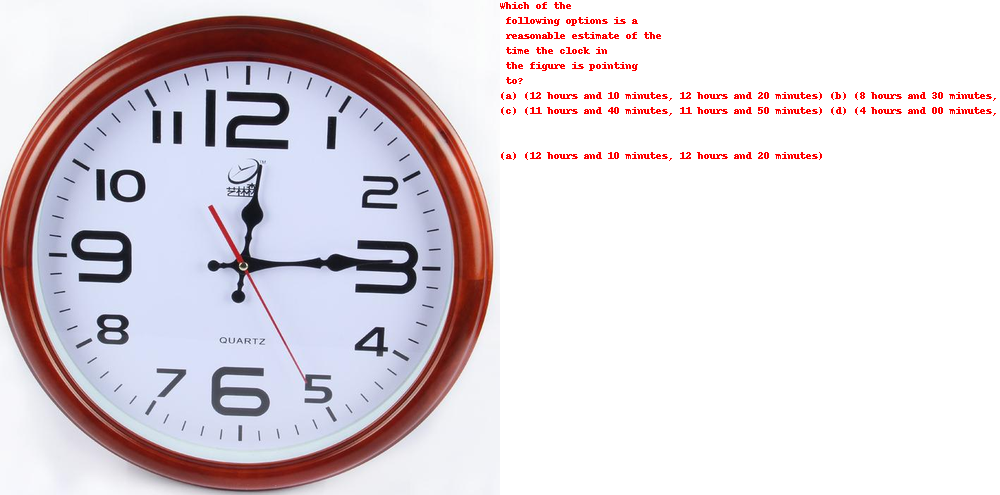 12
11
1
10
2
9
3
QUARTZ
8
4
7
6
5
Which of the
following options is a
reasonable estimate of the
time the clock in
the figure is pointing
to?
(a) (12 hours and 10 minutes, 12 hours and 20 minutes) (b) (8 hours and 30 minutes,
(c) (11 hours and 40 minutes, 11 hours and 50 minutes) (d) (4 hours and 00 minutes,
(a) (12 hours and 10 minutes, 12 hours and 20 minutes)